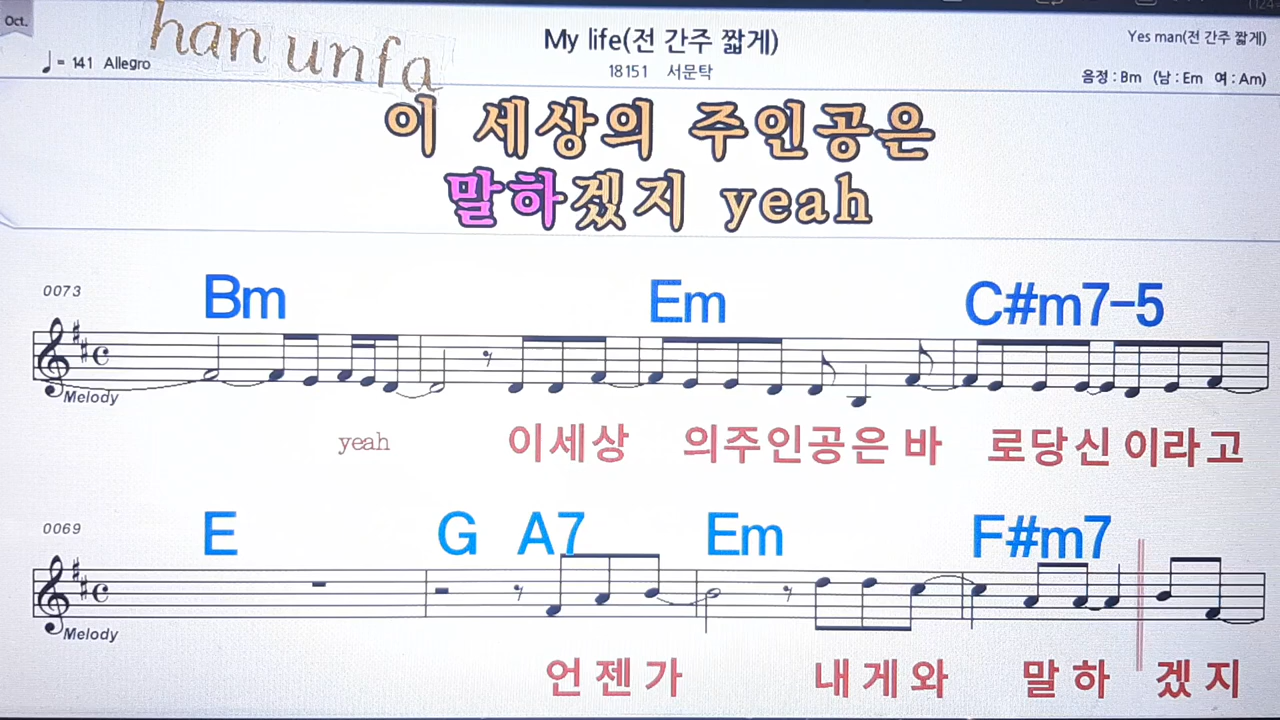 Oct.
han unfa
My life(전 간주 짧게)
Yes man(전 간주 짧게)
♩ = 141 Allegro
18151 서문탁
음정 : Bm (남 : Em 여 : Am)
이 세상의 주인공은
말하겠지 yeah
0073
Bm Em C#m7-5
Melody
yeah 이세상 의주인공은 바 로당신 이라고
0069
E G A7 Em F#m7
Melody
언젠가 내게와 말하 겠지